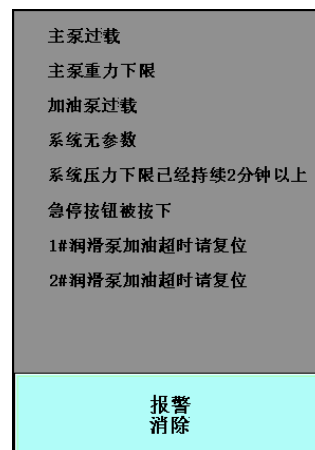 主泵过载
主泵重力下限
加油泵过载
系统无参数
系统压力下限已经持续2分钟以上
急停按钮被按下
1#润滑泵加油超时请复位
2#润滑泵加油超时请复位
报警
消除